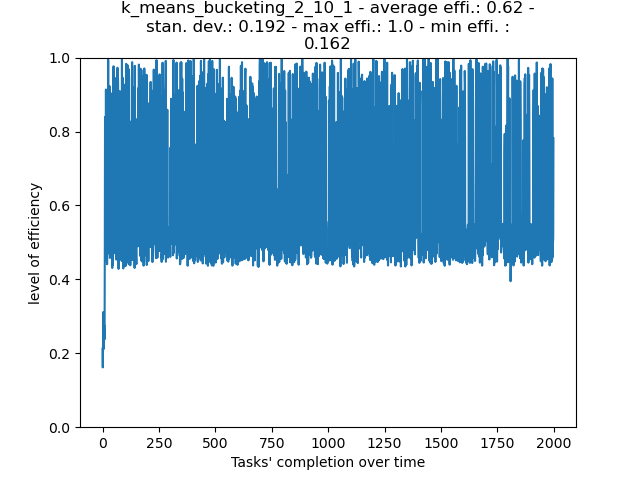 k_means_bucketing_2_10_1 - average effi.: 0.62 -
stan. dev.: 0.192 - max effi.: 1.0 - min effi. :
0.162
1.0
0.8
0.6
0.4
0.2
0.0
level of efficiency
0 250 500 750 1000 1250 1500 1750 2000
Tasks' completion over time